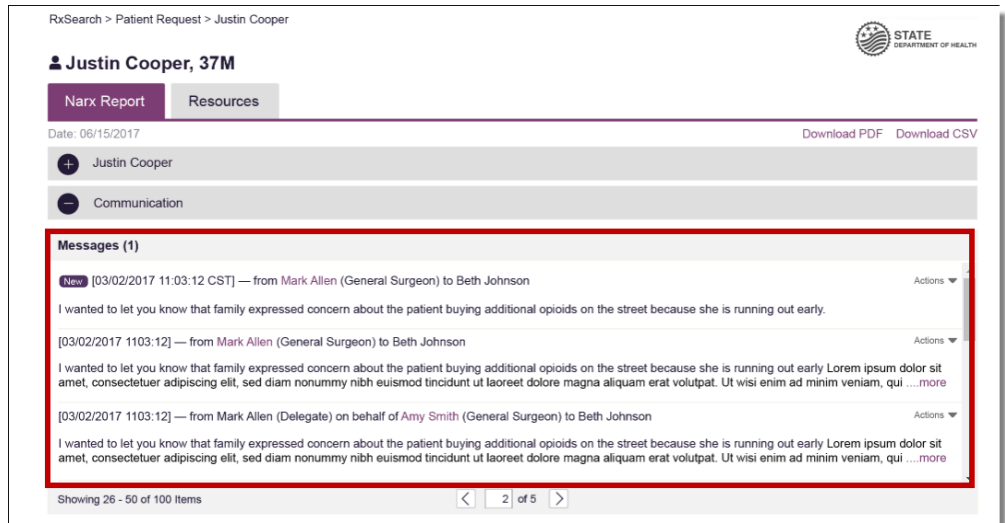 RxSearch > Patient Request > Justin Cooper
STATE
DEPARTMENT OF HEALTH
Justin Cooper, 37M
Narx Report Resources
Date: 06/15/2017 Download PDF Download CSV
Justin Cooper
Communication
Messages (1)
New [03/02/2017 11:03:12 CST] — from Mark Allen (General Surgeon) to Beth Johnson Actions
I wanted to let you know that family expressed concern about the patient buying additional opioids on the street because she is running out early.
[03/02/2017 1103:12] — from Mark Allen (General Surgeon) to Beth Johnson Actions
I wanted to let you know that family expressed concern about the patient buying additional opioids on the street because she is running out early Lorem ipsum dolor sit
amet, consectetuer adipiscing elit, sed diam nonummy nibh euismod tincidunt ut laoreet dolore magna aliquam erat volutpat. Ut wisi enim ad minim veniam, qui ....more
[03/02/2017 1103:12] — from Mark Allen (Delegate) on behalf of Amy Smith (General Surgeon) to Beth Johnson Actions
I wanted to let you know that family expressed concern about the patient buying additional opioids on the street because she is running out early Lorem ipsum dolor sit
amet, consectetuer adipiscing elit, sed diam nonummy nibh euismod tincidunt ut laoreet dolore magna aliquam erat volutpat. Ut wisi enim ad minim veniam, qui ....more
Showing 26 - 50 of 100 Items 2 of 5